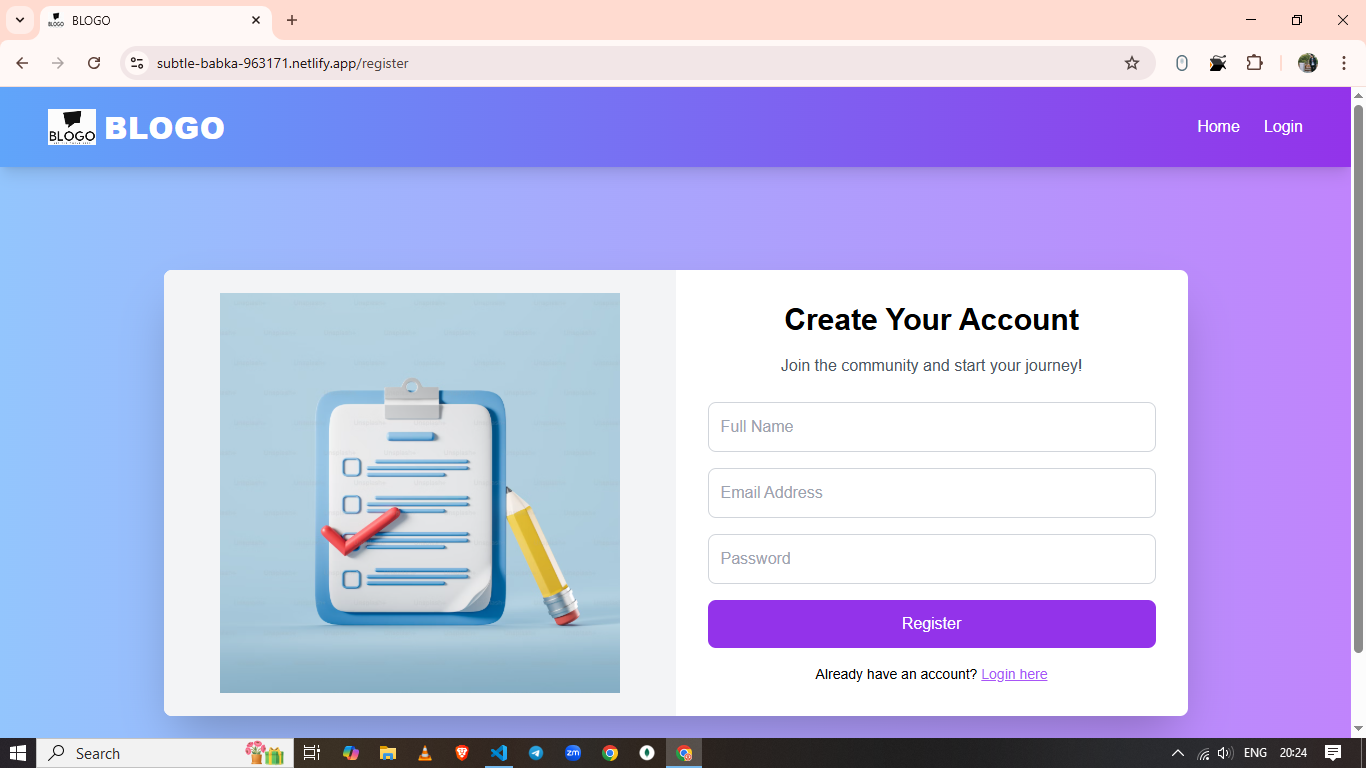 BLOGO
subtle-babka-963171.netlify.app/register
BLOGO
BLOGO
Home
Login
Create Your Account
Join the community and start your journey!
Full Name
Email Address
Password
Register
Already have an account? Login here
Search
zm
ENG
20:24